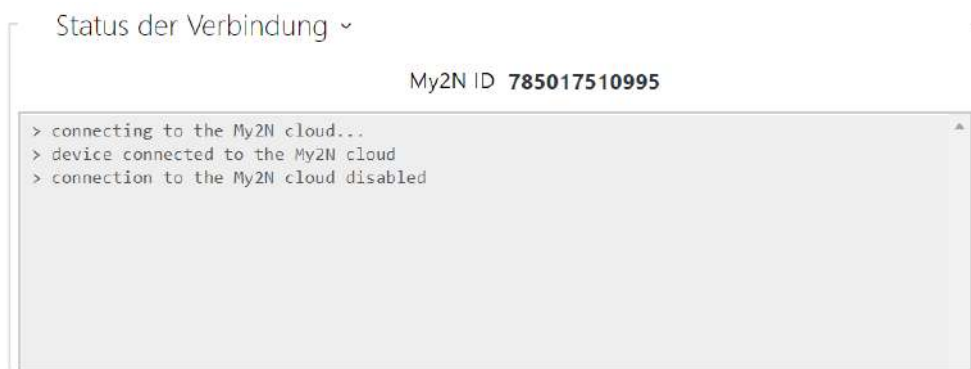 Status der Verbindung
My2N ID 785017510995
> connecting to the My2N cloud...
> device connected to the My2N cloud
> connection to the My2N cloud disabled